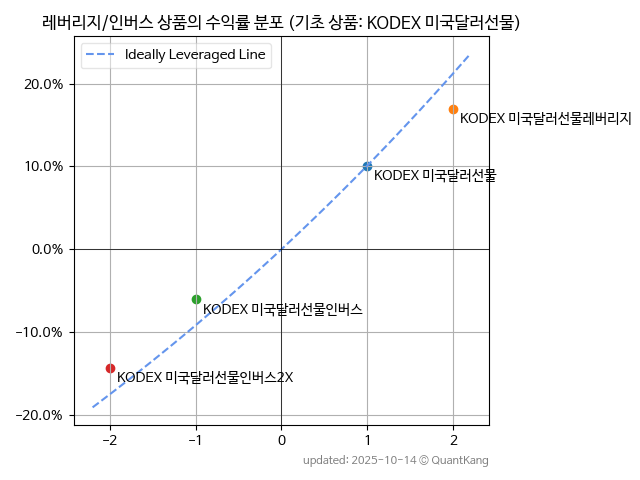 레버리지/인버스 상품의 수익률 분포 (기초 상품: KODEX 미국달러선물)
Ideally Leveraged Line
20.0%
KODEX 미국달러선물레버리지
10.0%
KODEX 미국달러선물
0.0%
KODEX 미국달러선물인버스
−10.0%
KODEX 미국달러선물인버스2X
−20.0%
−2 −1 0 1 2
updated: 2025-10-14 © QuantKang